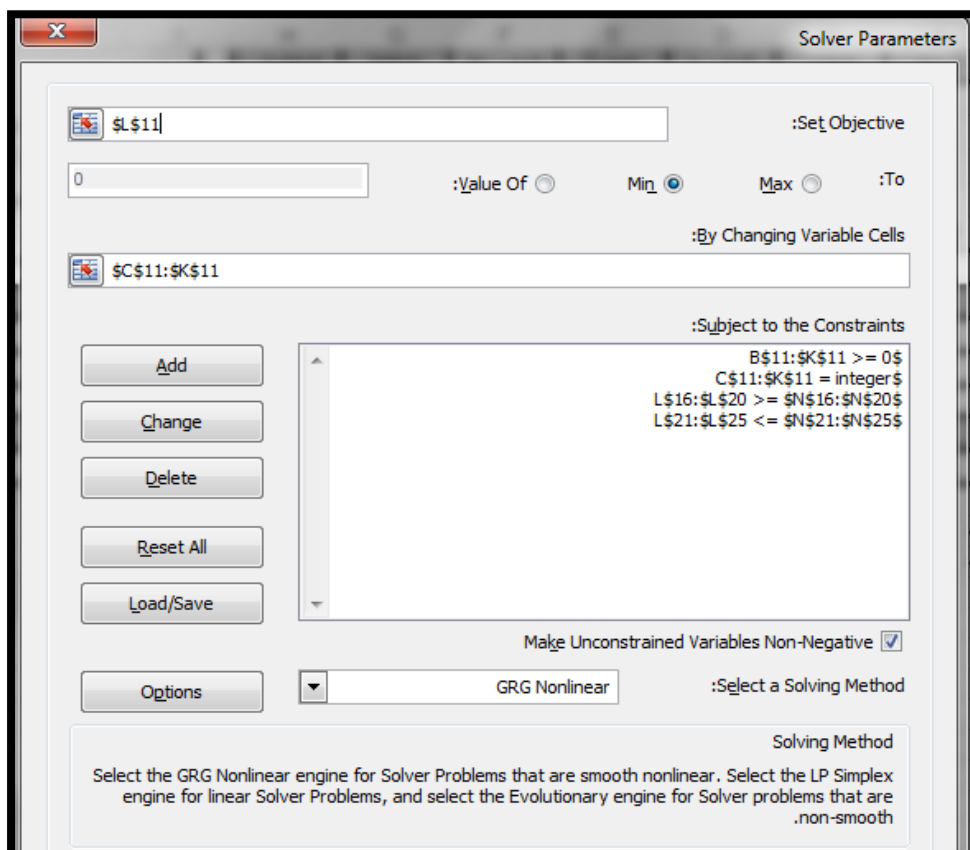 Solver Parameters
:Set Objective
$L$11
:To
Max
Min
:Value Of
0
:By Changing Variable Cells
$C$11:$K$11
:Subject to the Constraints
B$11:$K$11 >= 0$
C$11:$K$11 = integer$
L$16:$L$20 >= $N$16:$N$20$
L$21:$L$25 <= $N$21:$N$25$
Add
Change
Delete
Reset All
Load/Save
Make Unconstrained Variables Non-Negative
:Select a Solving Method
GRG Nonlinear
Options
Solving Method
Select the GRG Nonlinear engine for Solver Problems that are smooth nonlinear. Select the LP Simplex
engine for linear Solver Problems, and select the Evolutionary engine for Solver problems that are
.non-smooth